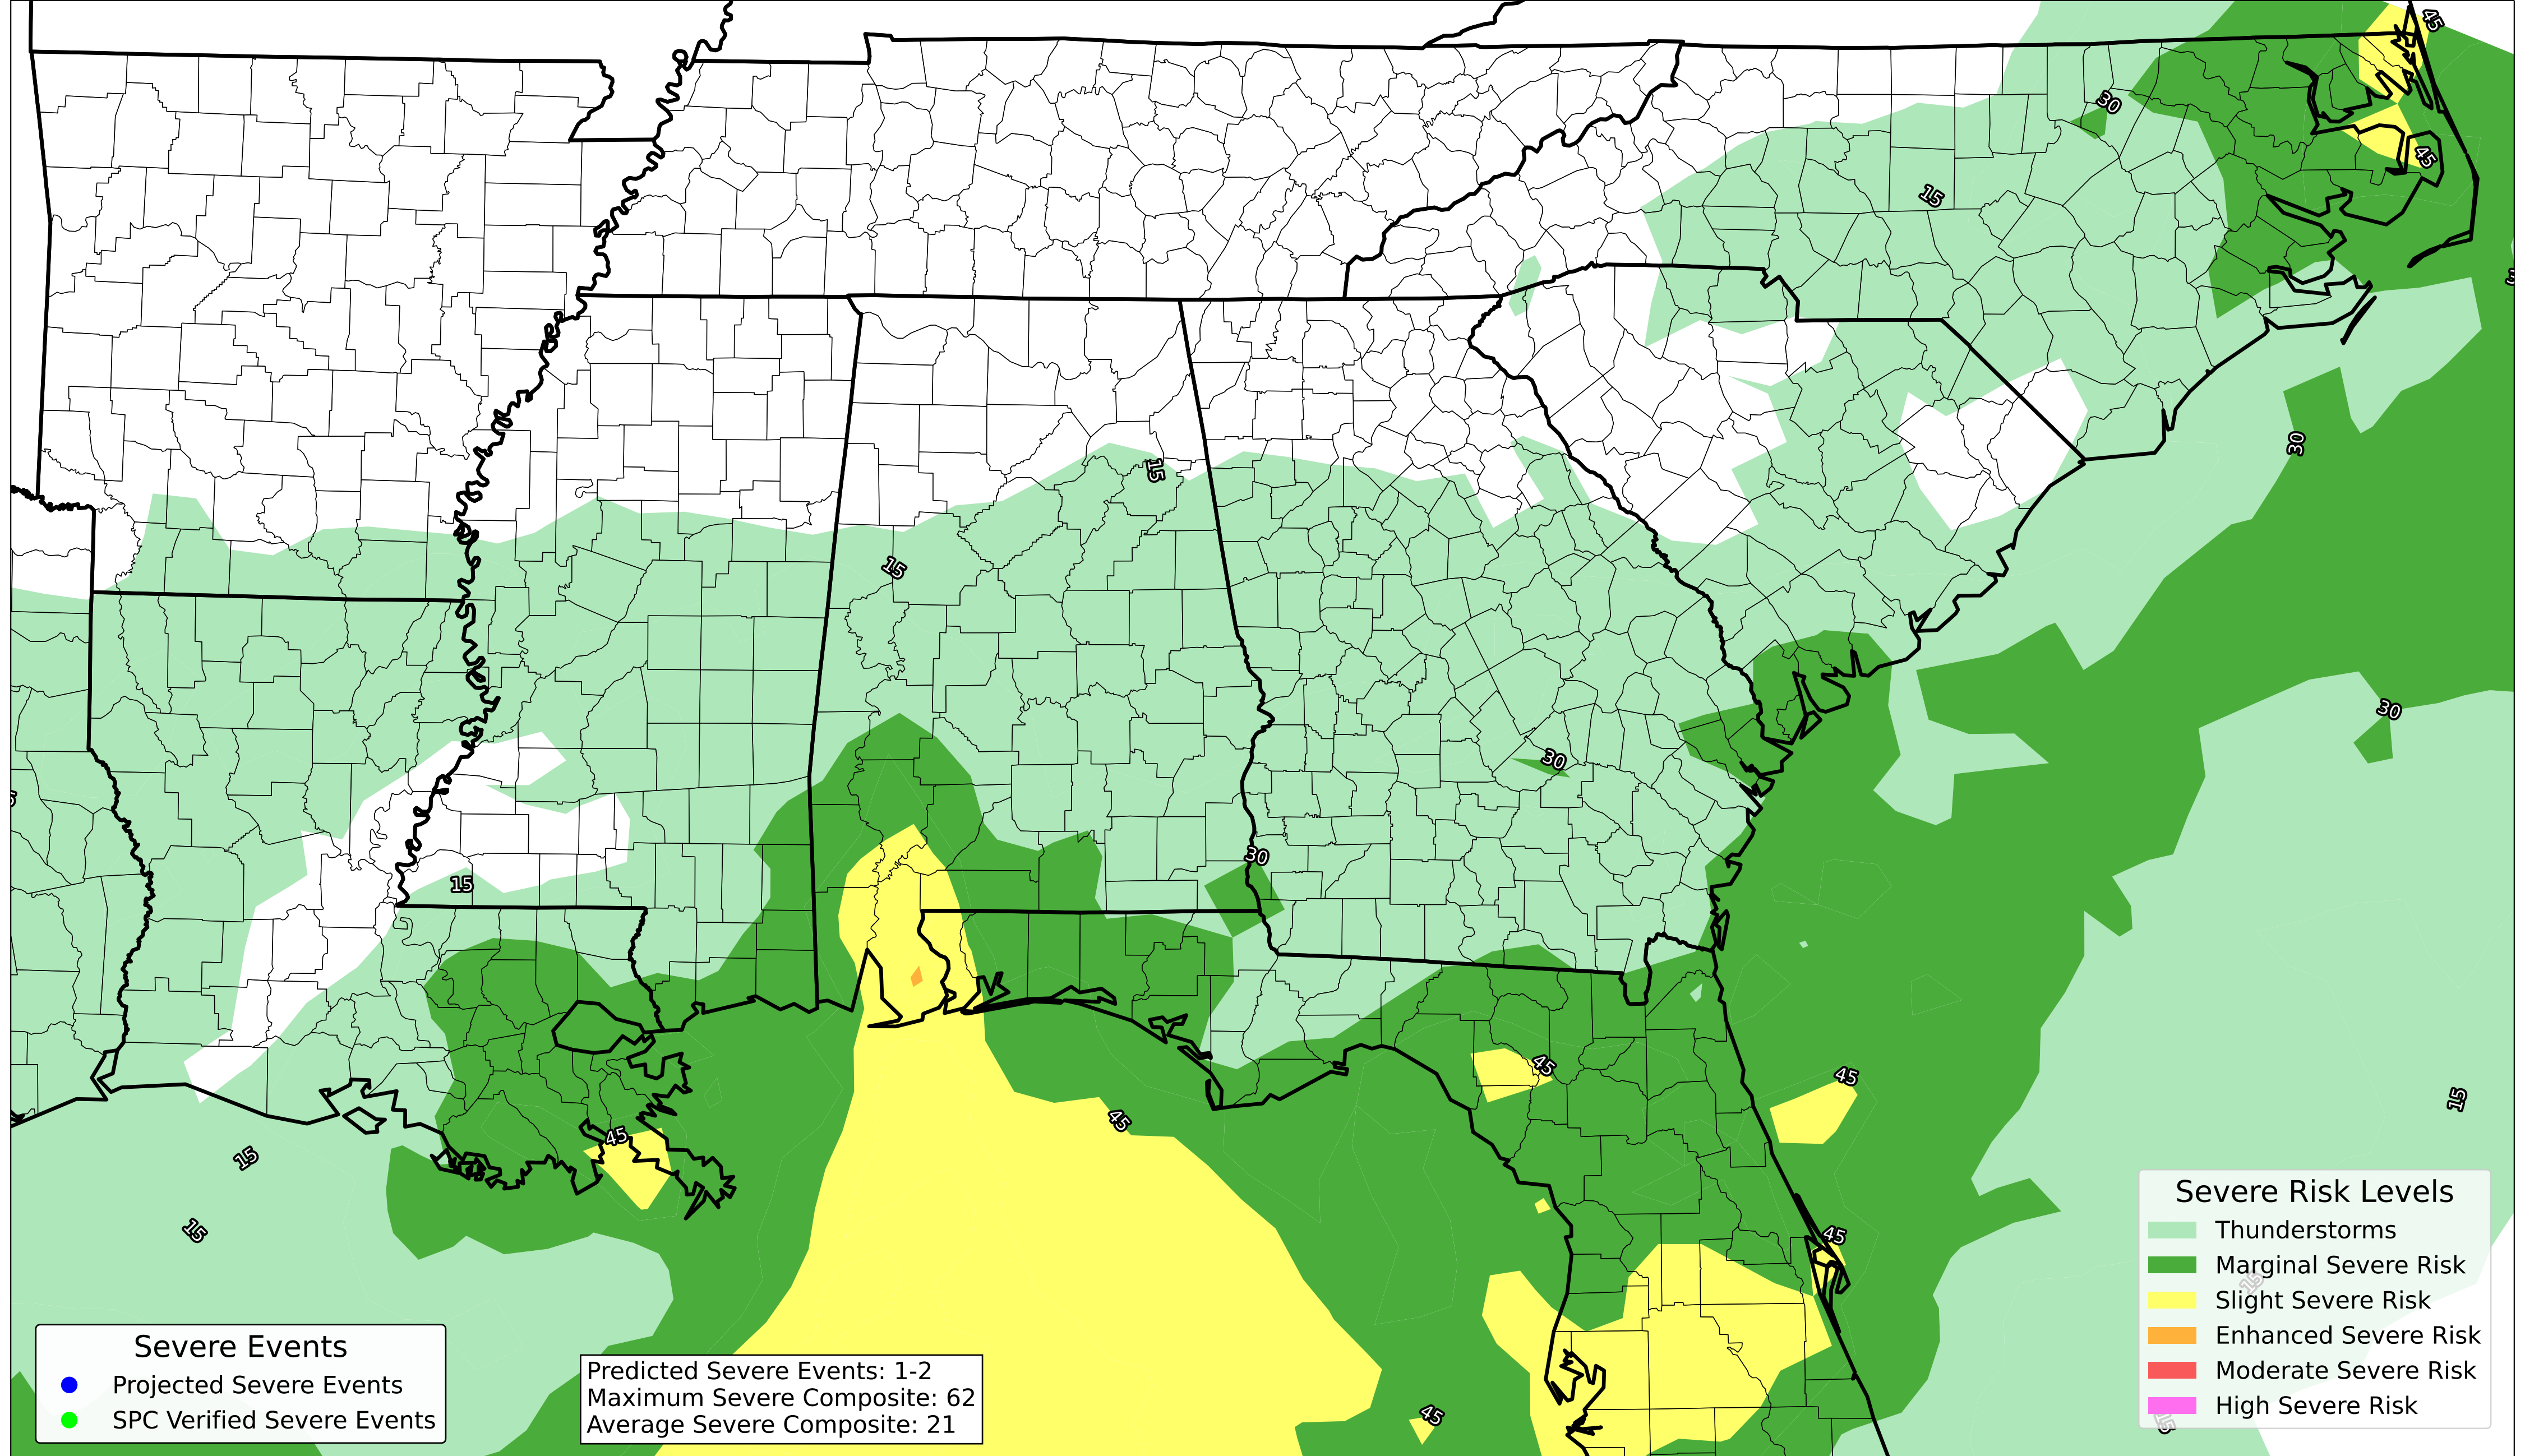 45
30
45
15
30
15
15
30
30
30
15
45
45
15
45
45
15
15
45
45
15
15
Severe Risk Levels
Thunderstorms
Marginal Severe Risk
Slight Severe Risk
Enhanced Severe Risk
Moderate Severe Risk
High Severe Risk
Severe Events
Projected Severe Events
SPC Verified Severe Events
Predicted Severe Events: 1-2
Maximum Severe Composite: 62
Average Severe Composite: 21